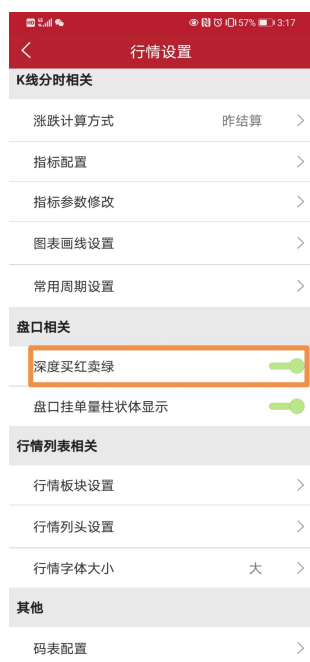 57% 3:17
行情设置
K线分时相关
涨跌计算方式 昨结算
指标配置
指标参数修改
图表画线设置
常用周期设置
盘口相关
深度买红卖绿
盘口挂单量柱状体显示
行情列表相关
行情板块设置
行情列头设置
行情字体大小 大
其他
码表配置